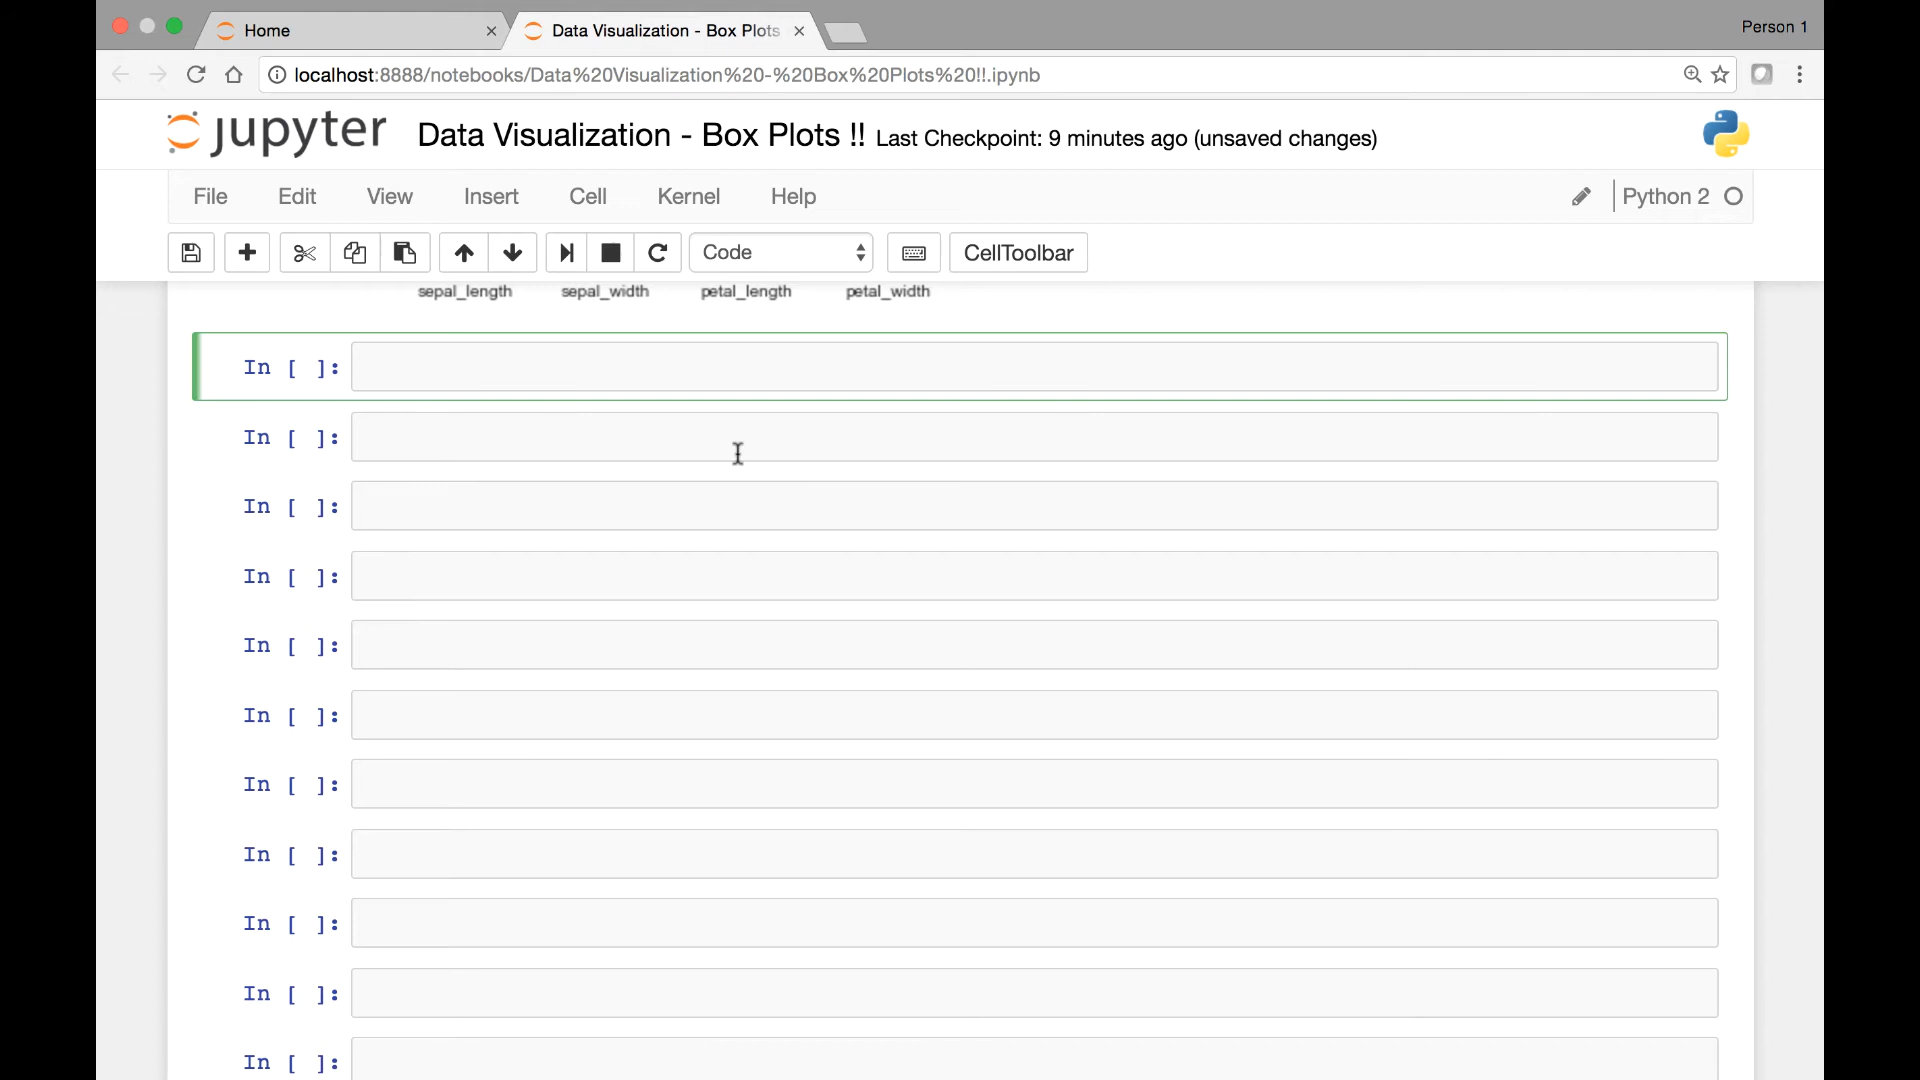 Home
Data Visualization - Box Plots
Person 1
localhost:8888/notebooks/Data%20Visualization%20-%20Box%20Plots%20!!.ipynb
jupyter Data Visualization - Box Plots !! Last Checkpoint: 9 minutes ago (unsaved changes)
File Edit View Insert Cell Kernel Help Python 2
Code CellToolbar
sepal_length sepal_width petal_length petal_width
In [ ]:
In [ ]:
In [ ]:
In [ ]:
In [ ]:
In [ ]:
In [ ]:
In [ ]:
In [ ]:
In [ ]:
In [ ]: